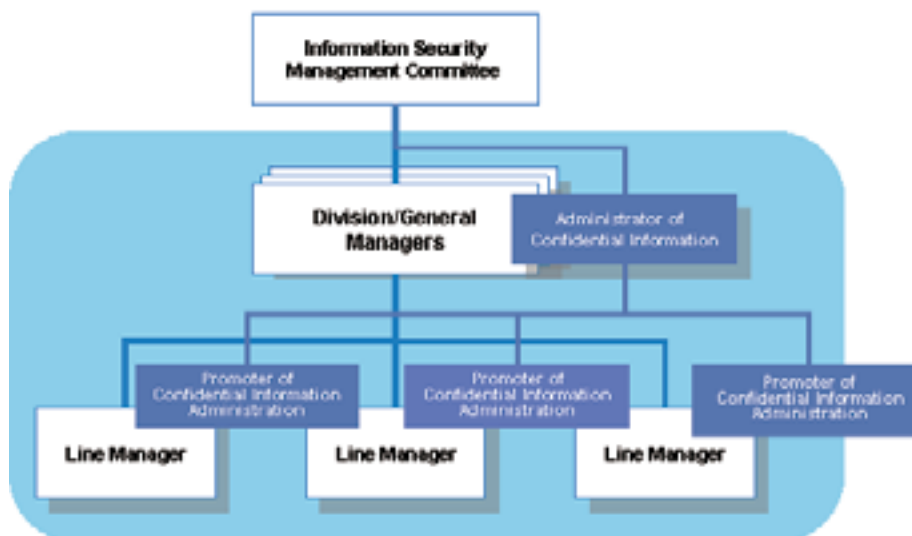 Information Security
Management Committee
Division/General
Managers
Administrator of
Confidential Information
Promoter of
Confidential Information
Administration
Promoter of
Confidential Information
Administration
Promoter of
Confidential Information
Administration
Line Manager
Line Manager
Line Manager